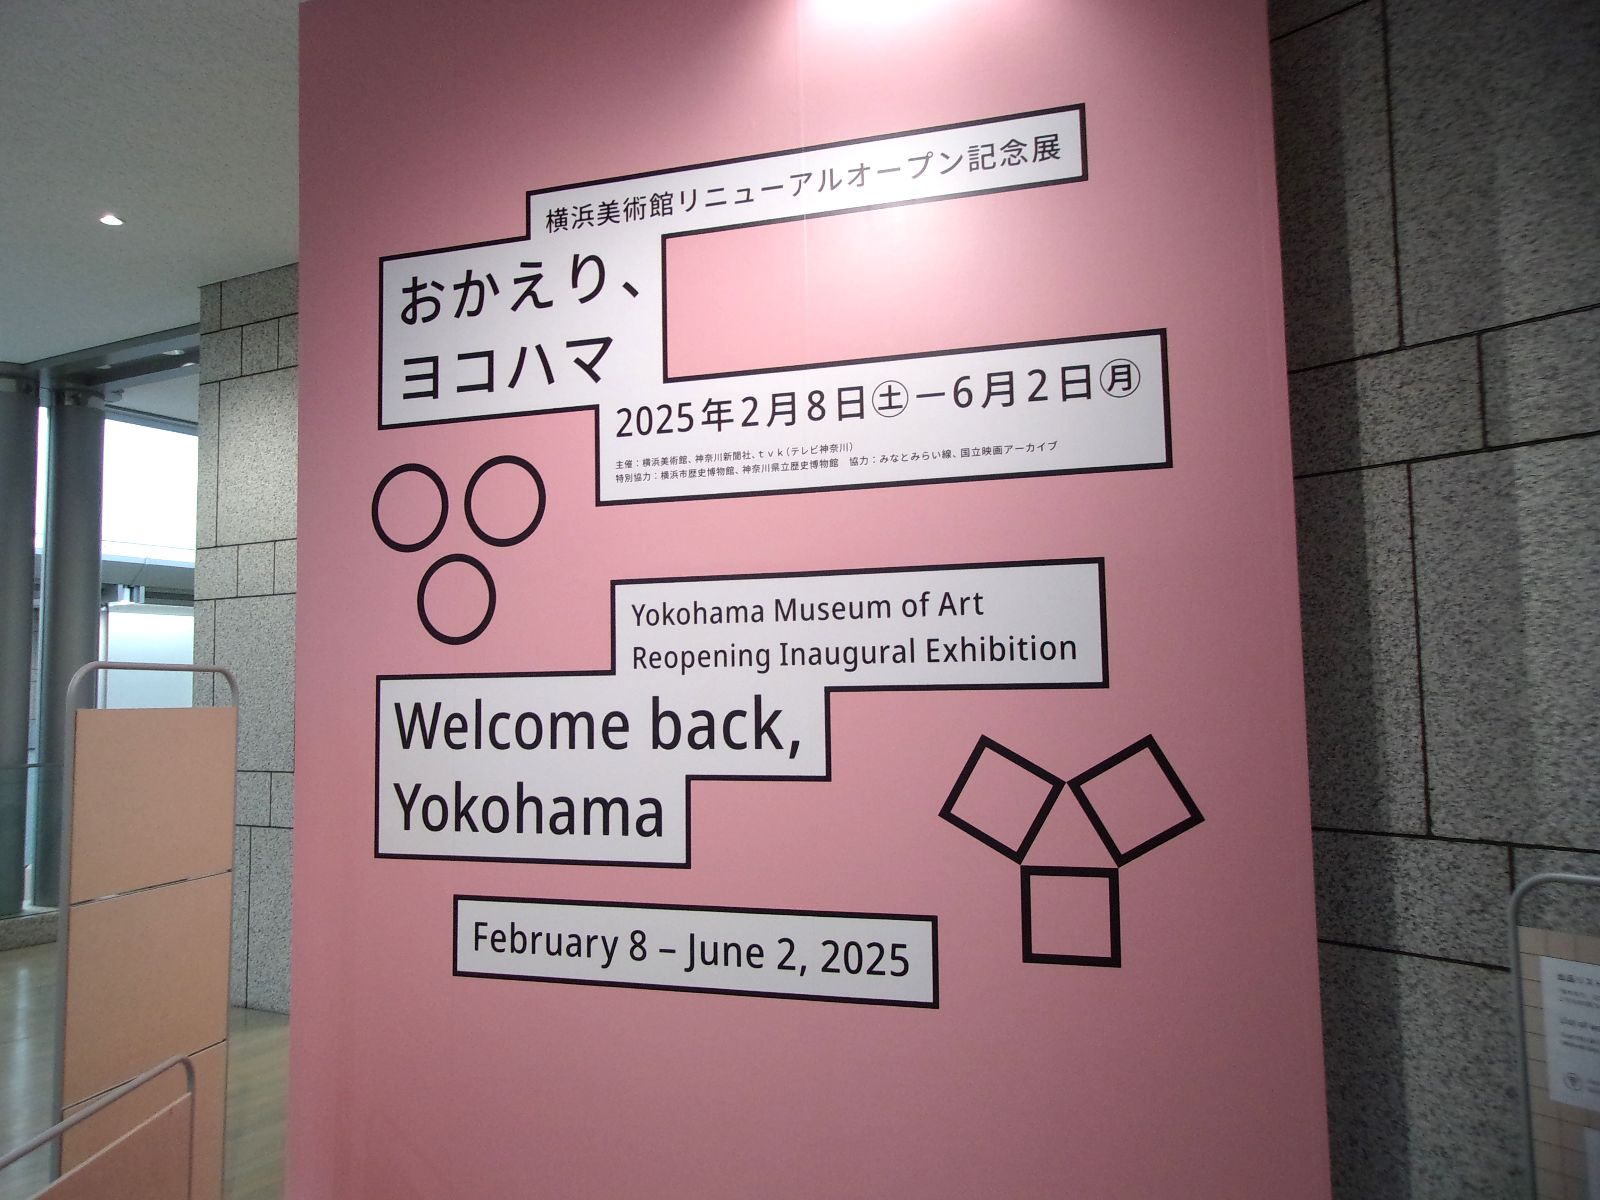 横浜美術館リニューアルオープン記念展
おかえり、
ヨコハマ
2025年2月8日㊏－6月2日㊊
主催：横浜美術館、神奈川新聞社、tvk（テレビ神奈川）
特別協力：横浜市歴史博物館、神奈川県立歴史博物館　協力：みなとみらい線、国立映画アーカイブ
Yokohama Museum of Art
Reopening Inaugural Exhibition
Welcome back,
Yokohama
February 8 – June 2, 2025